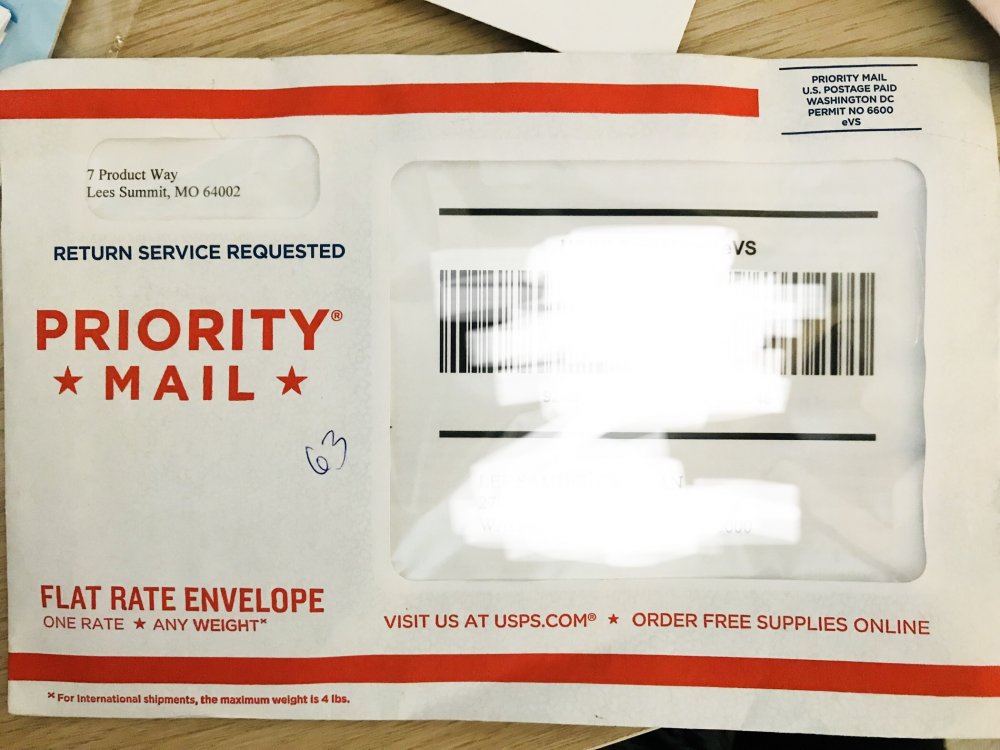 PRIORITY MAIL
U.S. POSTAGE PAID
WASHINGTON DC
PERMIT NO 6600
eVS
7 Product Way
Lees Summit, MO 64002
RETURN SERVICE REQUESTED
PRIORITY®
★ MAIL ★
63
FLAT RATE ENVELOPE
ONE RATE ★ ANY WEIGHT*
VISIT US AT USPS.COM® ★ ORDER FREE SUPPLIES ONLINE
* For International shipments, the maximum weight is 4 lbs.